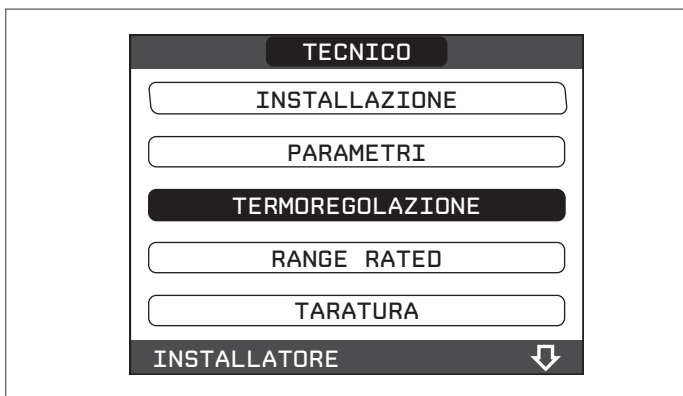 TECNICO
INSTALLAZIONE
PARAMETRI
TERMOREGOLAZIONE
RANGE RATED
TARATURA
INSTALLATORE